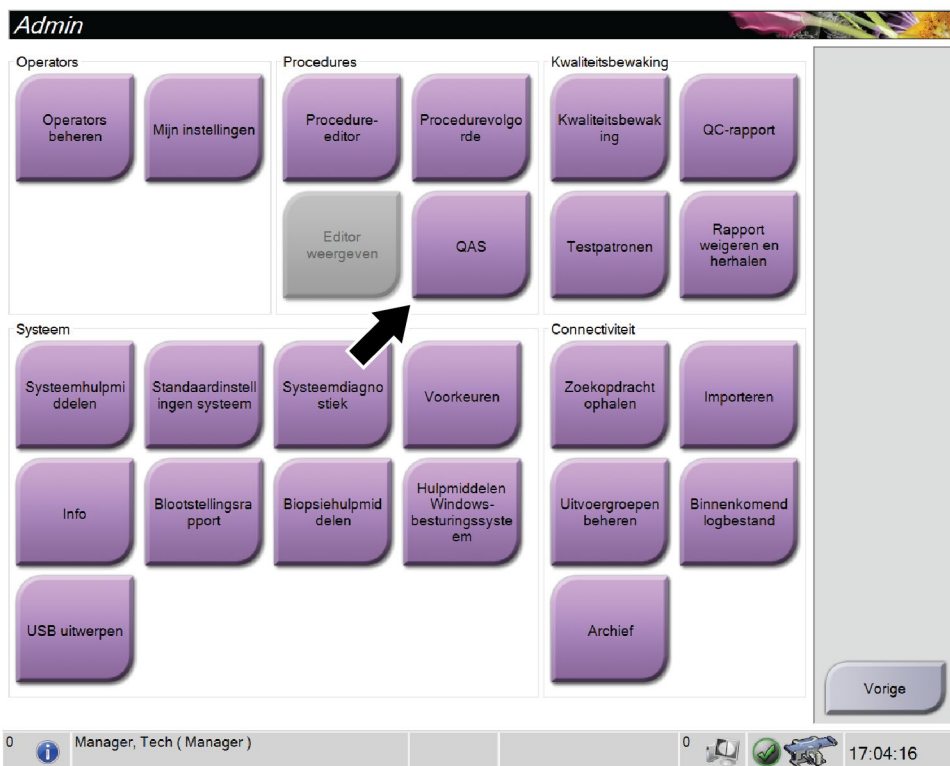 Admin
Operators
Operators
beheren
Mijn instellingen
Procedures
Procedure-
editor
Procedurevolgo
rde
Editor
weergeven
QAS
Kwaliteitsbewaking
Kwaliteitsbewak
ing
QC-rapport
Testpatronen
Rapport
weigeren en
herhalen
Systeem
Systeemhulpmi
ddelen
Standaardinstell
ingen systeem
Systeemdiagno
stiek
Voorkeuren
Info
Blootstellingsra
pport
Biopsiehulpmid
delen
Hulpmiddelen
Windows-
besturingssyste
em
USB uitwerpen
Connectiviteit
Zoekopdracht
ophalen
Importeren
Uitvoergroepen
beheren
Binnenkomend
logbestand
Archief
Vorige
0
Manager, Tech ( Manager )
0
17:04:16